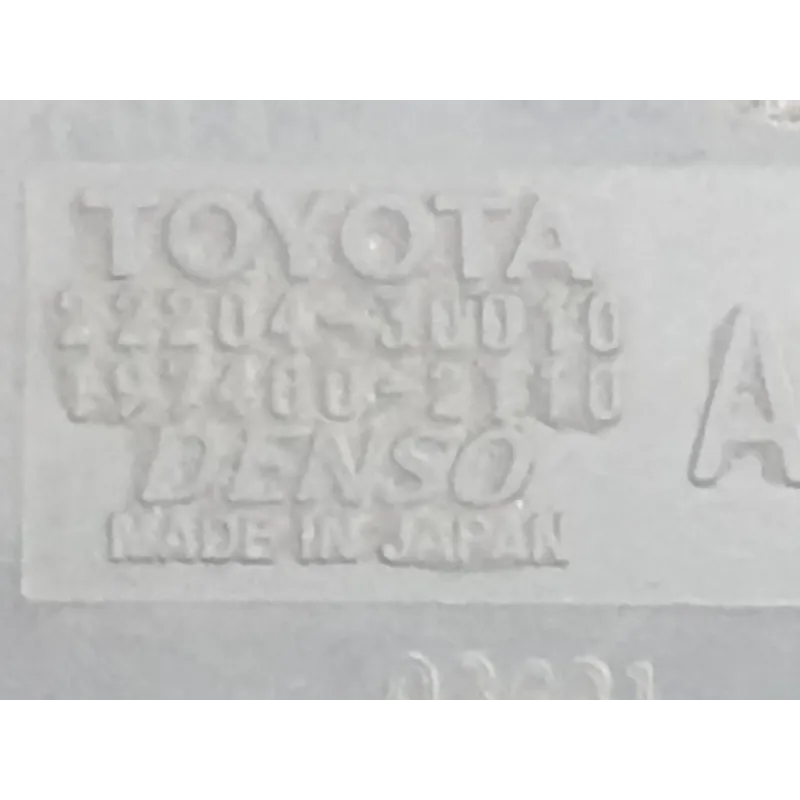 TOYOTA
22204-30010
197400-2110
DENSO
MADE IN JAPAN
A